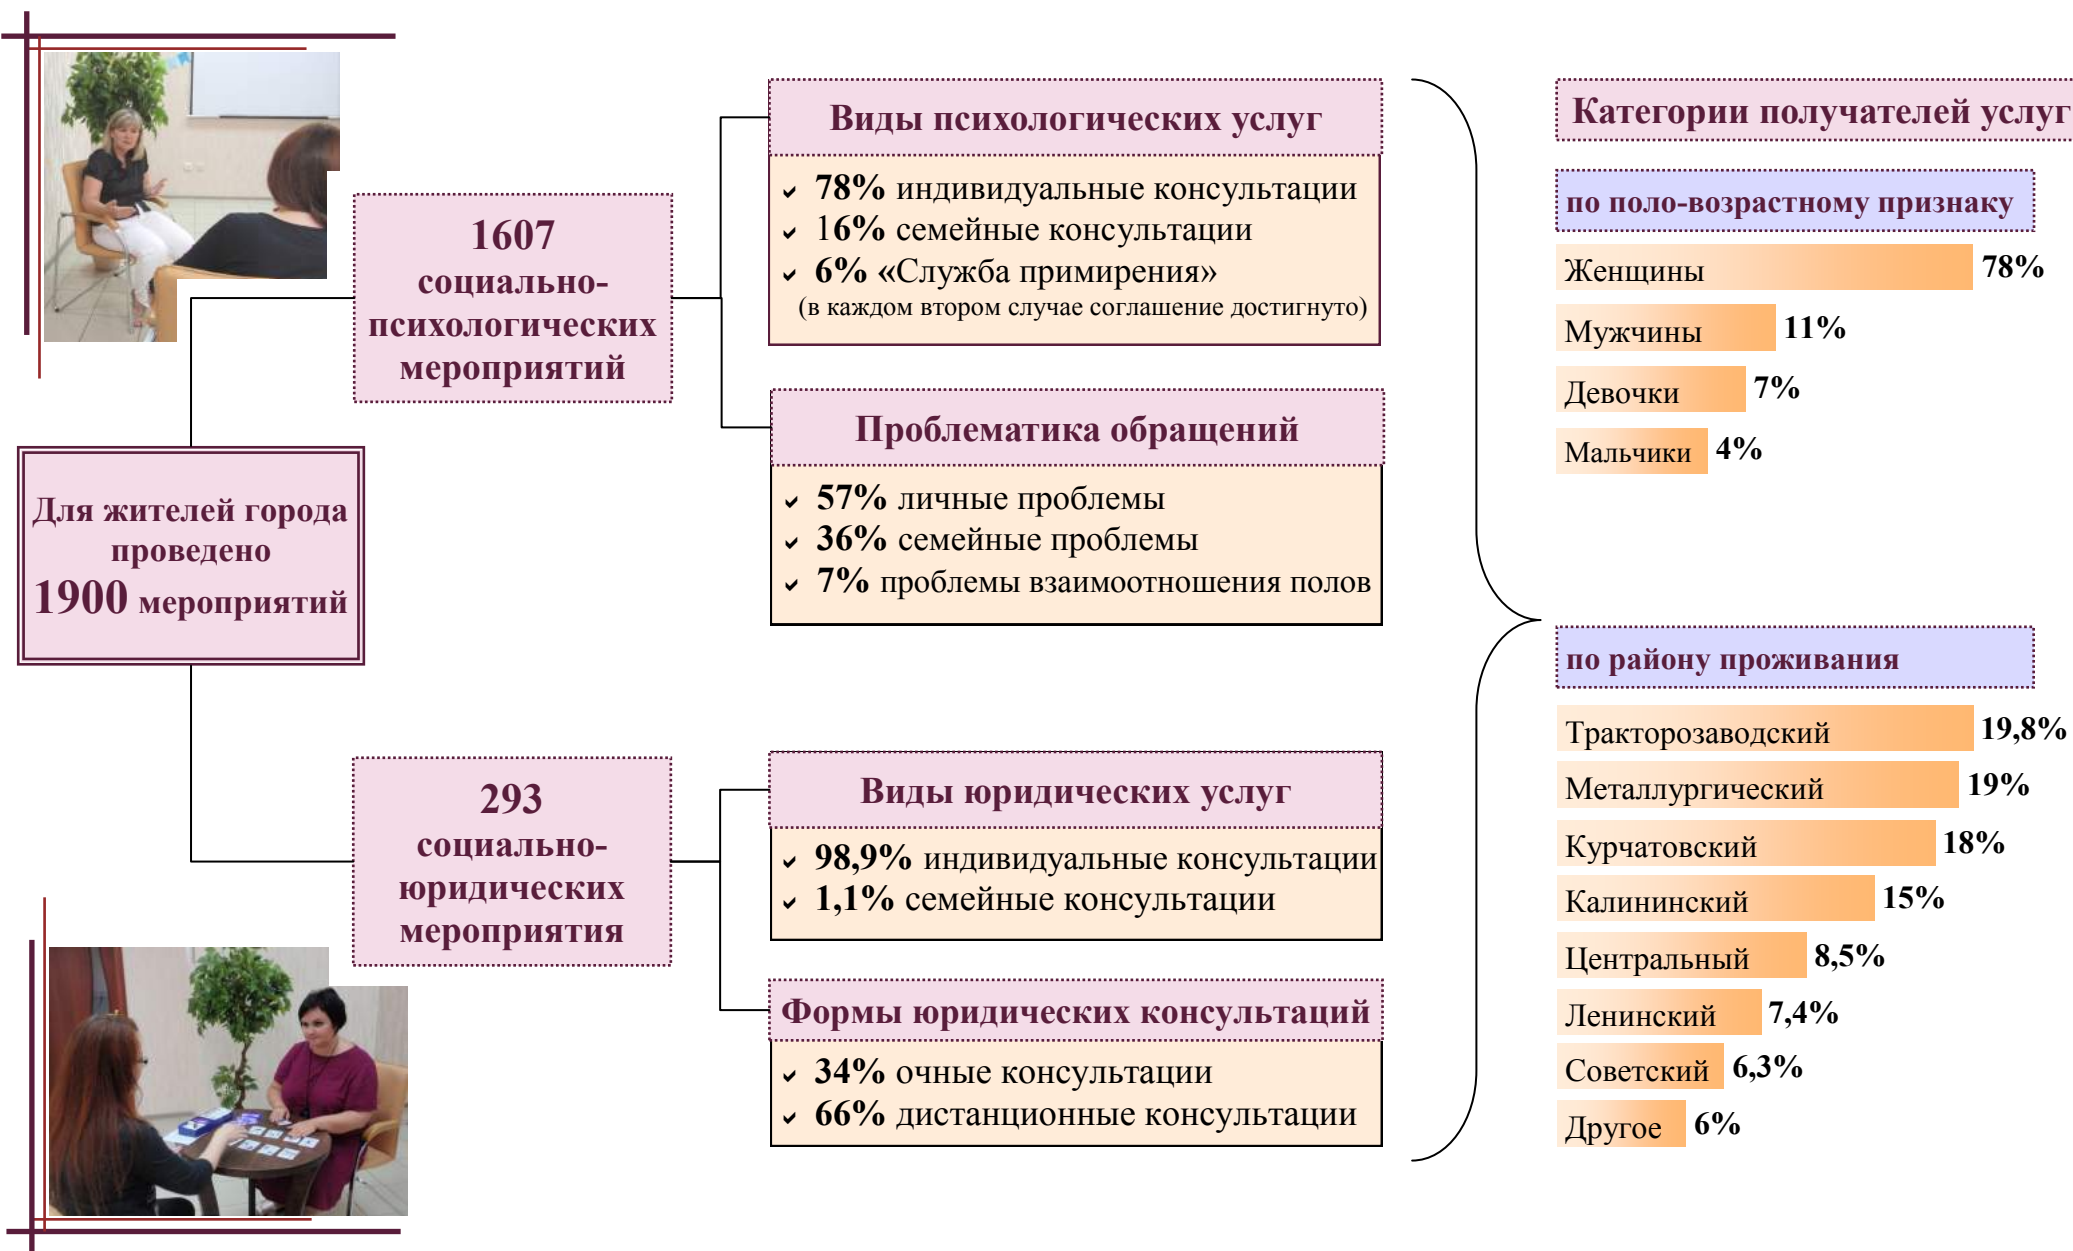 Для жителей города
проведено
1900 мероприятий
1607
социально-
психологических
мероприятий
Виды психологических услуг
78% индивидуальные консультации
16% семейные консультации
6% «Служба примирения»
(в каждом втором случае соглашение достигнуто)
Проблематика обращений
57% личные проблемы
36% семейные проблемы
7% проблемы взаимоотношения полов
293
социально-
юридических
мероприятия
Виды юридических услуг
98,9% индивидуальные консультации
1,1% семейные консультации
Формы юридических консультаций
34% очные консультации
66% дистанционные консультации
Категории получателей услуг
по поло-возрастному признаку
Женщины 78%
Мужчины 11%
Девочки 7%
Мальчики 4%
по району проживания
Тракторозаводский 19,8%
Металлургический 19%
Курчатовский 18%
Калининский 15%
Центральный 8,5%
Ленинский 7,4%
Советский 6,3%
Другое 6%